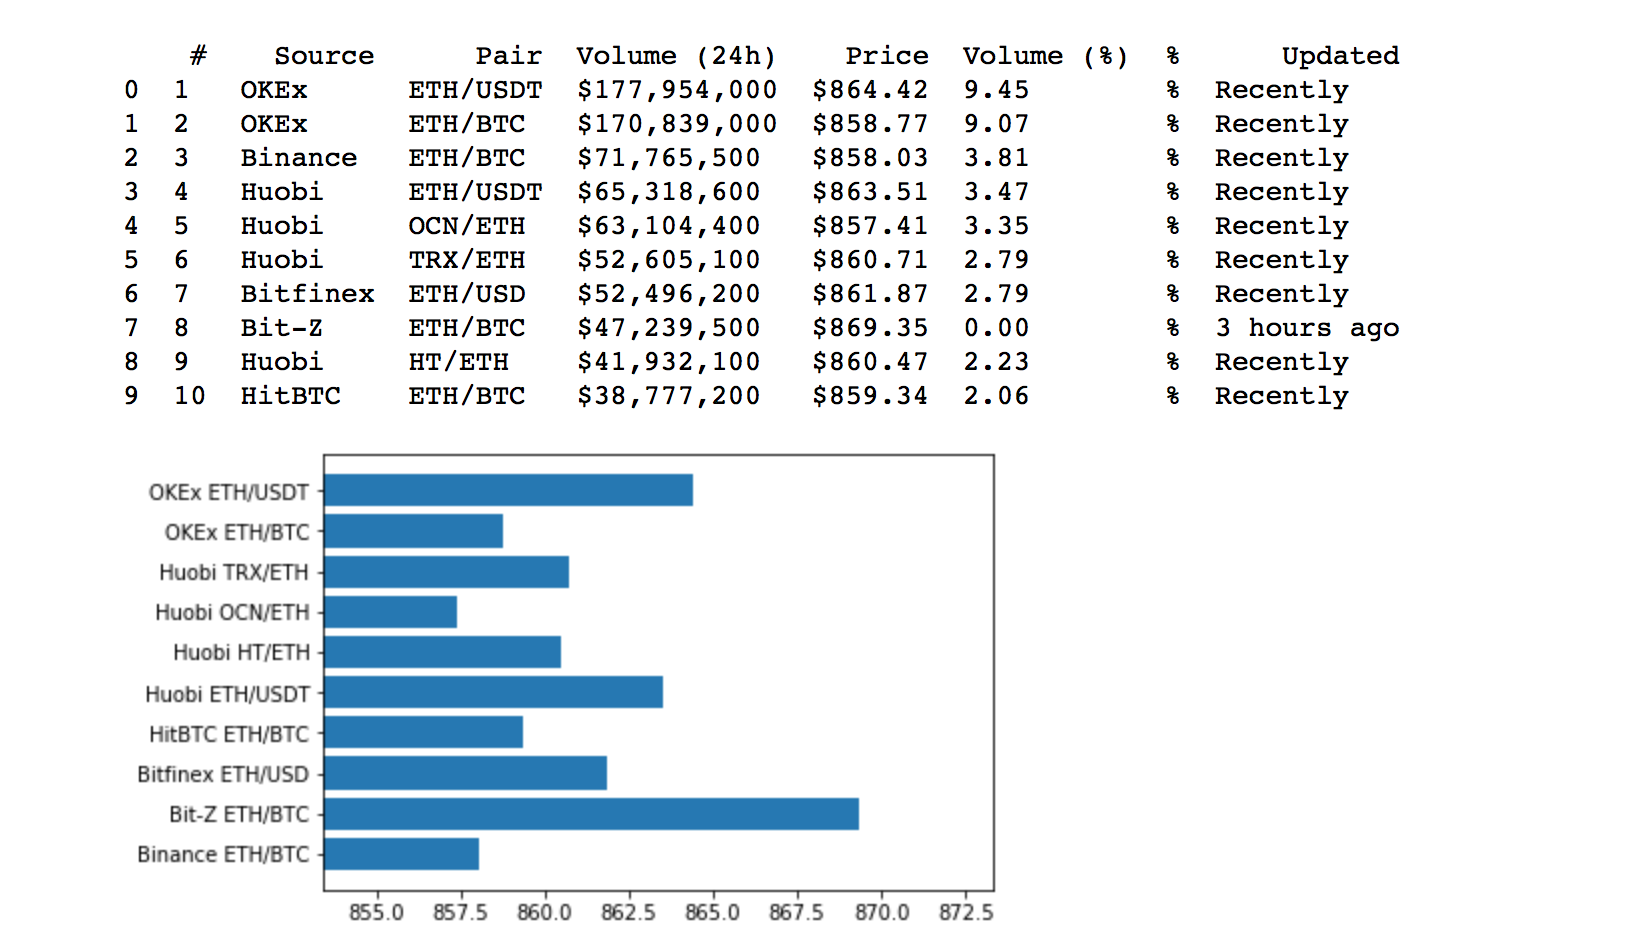 # Source Pair Volume (24h) Price Volume (%) % Updated
0 1 OKEx ETH/USDT $177,954,000 $864.42 9.45 % Recently
1 2 OKEx ETH/BTC $170,839,000 $858.77 9.07 % Recently
2 3 Binance ETH/BTC $71,765,500 $858.03 3.81 % Recently
3 4 Huobi ETH/USDT $65,318,600 $863.51 3.47 % Recently
4 5 Huobi OCN/ETH $63,104,400 $857.41 3.35 % Recently
5 6 Huobi TRX/ETH $52,605,100 $860.71 2.79 % Recently
6 7 Bitfinex ETH/USD $52,496,200 $861.87 2.79 % Recently
7 8 Bit-Z ETH/BTC $47,239,500 $869.35 0.00 % 3 hours ago
8 9 Huobi HT/ETH $41,932,100 $860.47 2.23 % Recently
9 10 HitBTC ETH/BTC $38,777,200 $859.34 2.06 % Recently
OKEx ETH/USDT
OKEx ETH/BTC
Huobi TRX/ETH
Huobi OCN/ETH
Huobi HT/ETH
Huobi ETH/USDT
HitBTC ETH/BTC
Bitfinex ETH/USD
Bit-Z ETH/BTC
Binance ETH/BTC
855.0 857.5 860.0 862.5 865.0 867.5 870.0 872.5